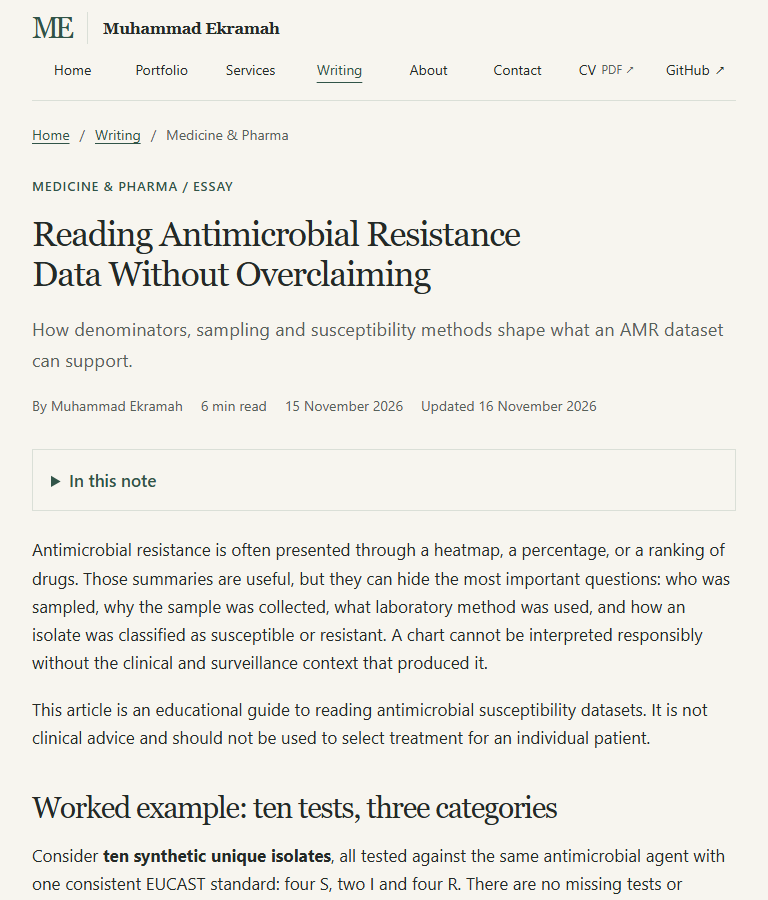 ME
Muhammad Ekramah
Home Portfolio Services Writing About Contact CV PDF ↗ GitHub ↗
Home / Writing / Medicine & Pharma
MEDICINE & PHARMA / ESSAY
Reading Antimicrobial Resistance
Data Without Overclaiming
How denominators, sampling and susceptibility methods shape what an AMR dataset
can support.
By Muhammad Ekramah 6 min read 15 November 2026 Updated 16 November 2026
▶ In this note
Antimicrobial resistance is often presented through a heatmap, a percentage, or a ranking of
drugs. Those summaries are useful, but they can hide the most important questions: who was
sampled, why the sample was collected, what laboratory method was used, and how an
isolate was classified as susceptible or resistant. A chart cannot be interpreted responsibly
without the clinical and surveillance context that produced it.
This article is an educational guide to reading antimicrobial susceptibility datasets. It is not
clinical advice and should not be used to select treatment for an individual patient.
Worked example: ten tests, three categories
Consider ten synthetic unique isolates, all tested against the same antimicrobial agent with
one consistent EUCAST standard: four S, two I and four R. There are no missing tests or